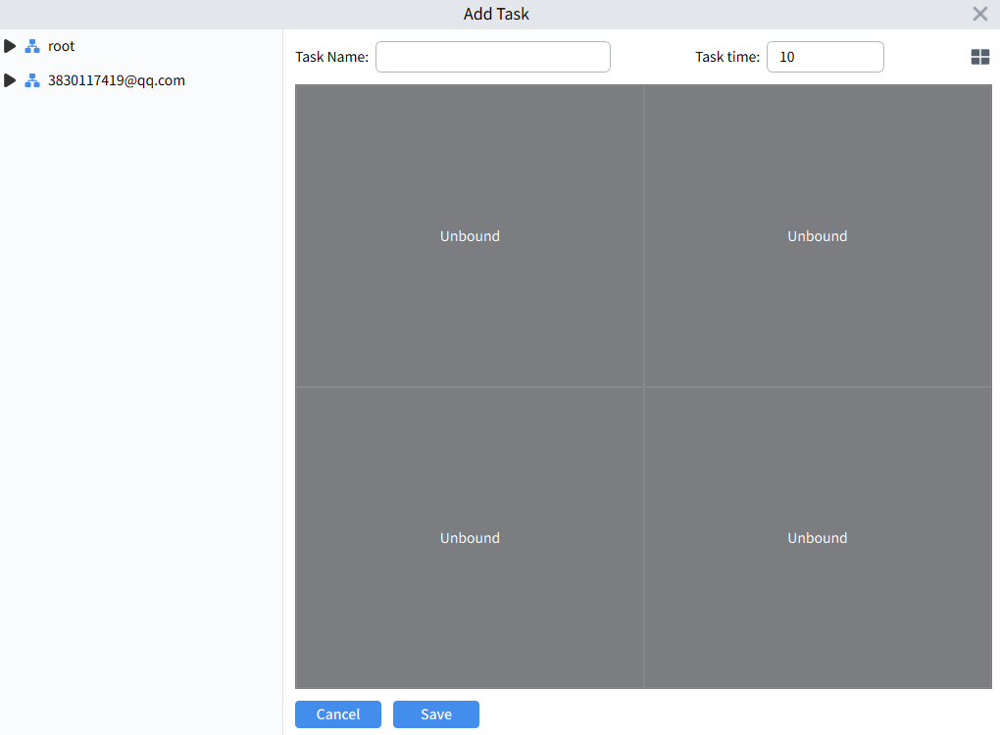 Add Task
root
3830117419@qq.com
Task Name:
Task time: 10
Unbound Unbound
Unbound Unbound
Cancel Save